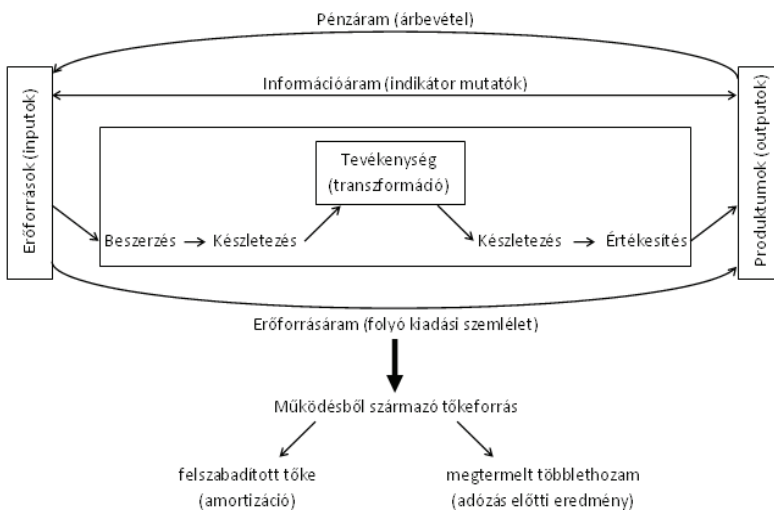 Pénzáram (árbevétel)
Információáram (indikátor mutatók)
Erőforrások (inputok)
Tevékenység
(transzformáció)
Beszerzés
Készletezés
Készletezés
Értékesítés
Produktumok (outputok)
Erőforrásáram (folyó kiadási szemlélet)
Működésből származó tőkeforrás
felszabadított tőke
(amortizáció)
megtermelt többlethozam
(adózás előtti eredmény)